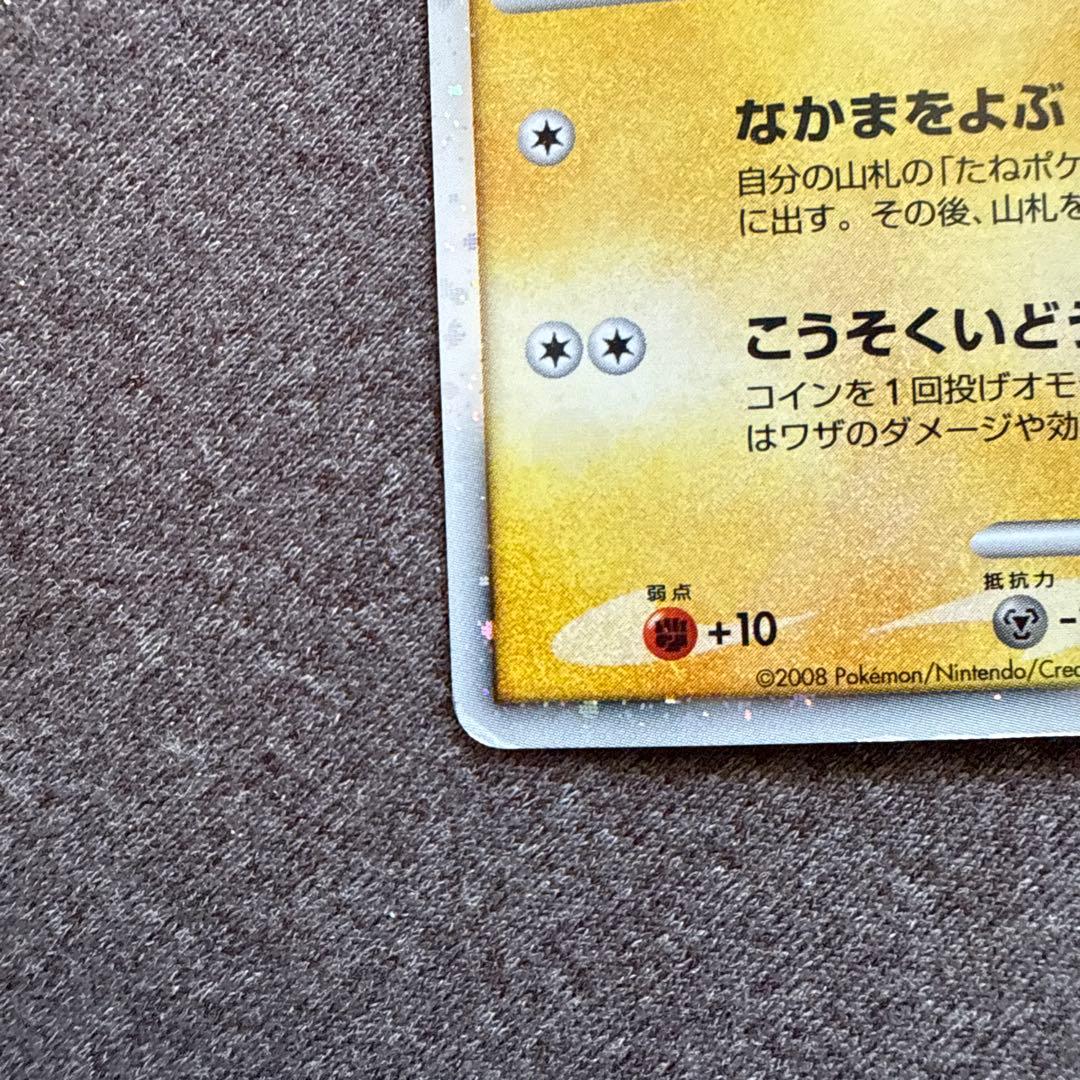 なかまをよぶ
自分の山札の「たねポケ
に出す。その後、山札を
こうそくいどう
コインを1回投げオモ
はワザのダメージや効
弱点
抵抗力
+10
-
©2008 Pokémon/Nintendo/Crea